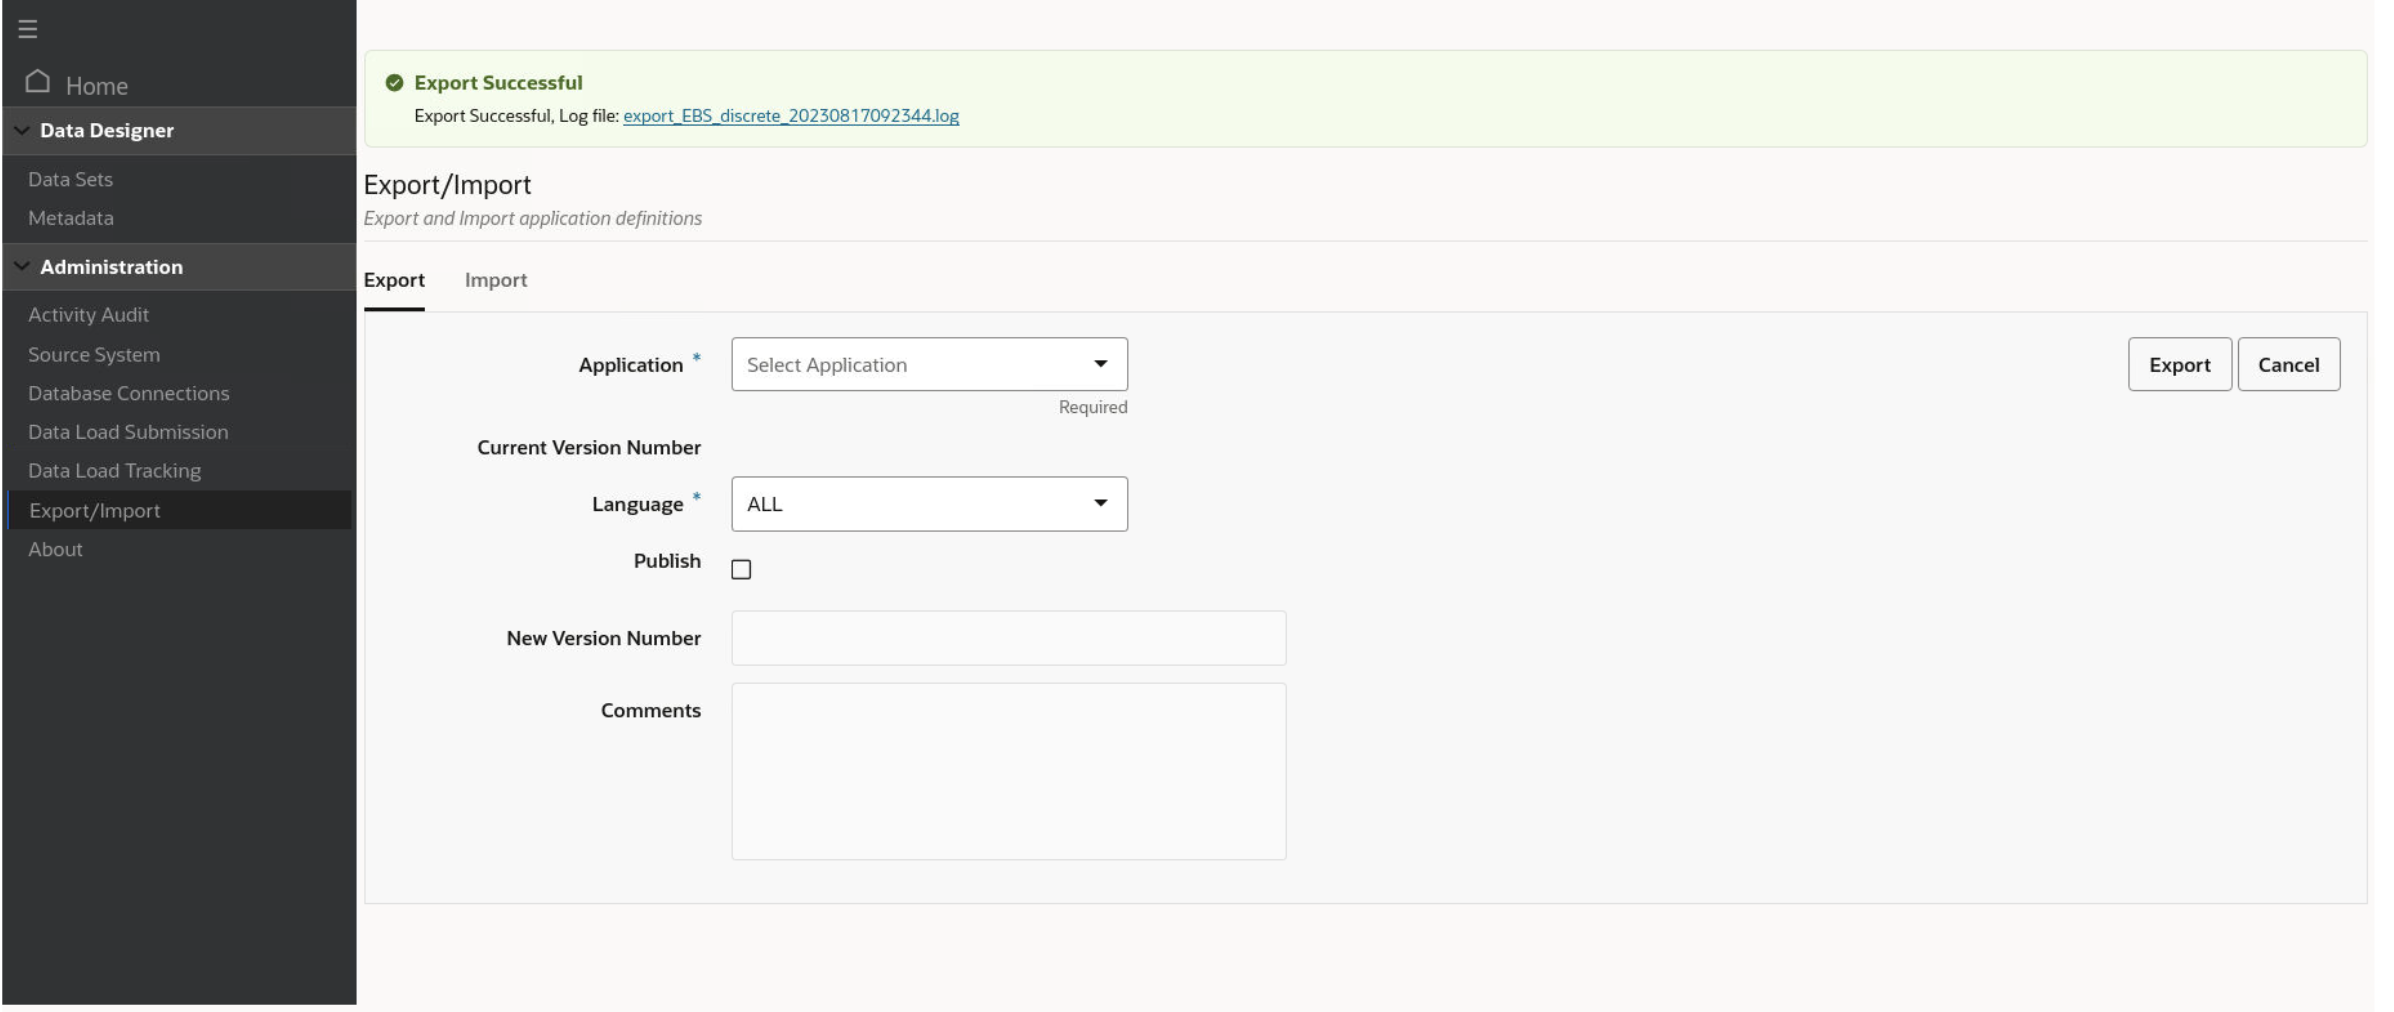 Home
Data Designer
Data Sets
Metadata
Administration
Activity Audit
Source System
Database Connections
Data Load Submission
Data Load Tracking
Export/Import
About
Export Successful
Export Successful, Log file: export_EBS_discrete_20230817092344.log
Export/Import
Export and Import application definitions
Export Import
Application * Select Application
Export Cancel
Required
Current Version Number
Language * ALL
Publish
New Version Number
Comments